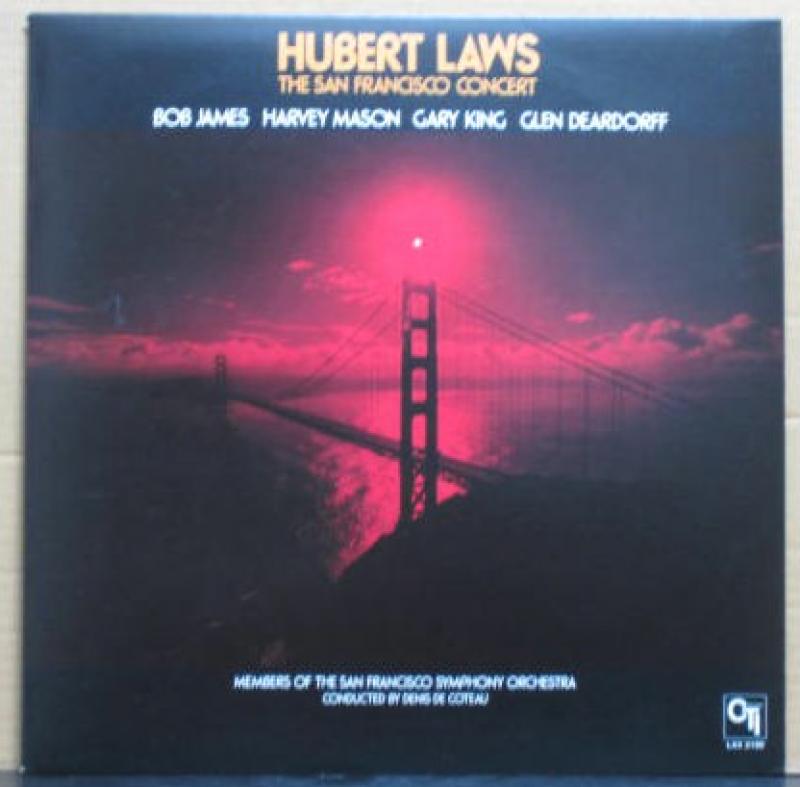 HUBERT LAWS
THE SAN FRANCISCO CONCERT
BOB JAMES HARVEY MASON GARY KING GLEN DEARDORFF
MEMBERS OF THE SAN FRANCISCO SYMPHONY ORCHESTRA
CONDUCTED BY DENIS DE COTEAU
CTI